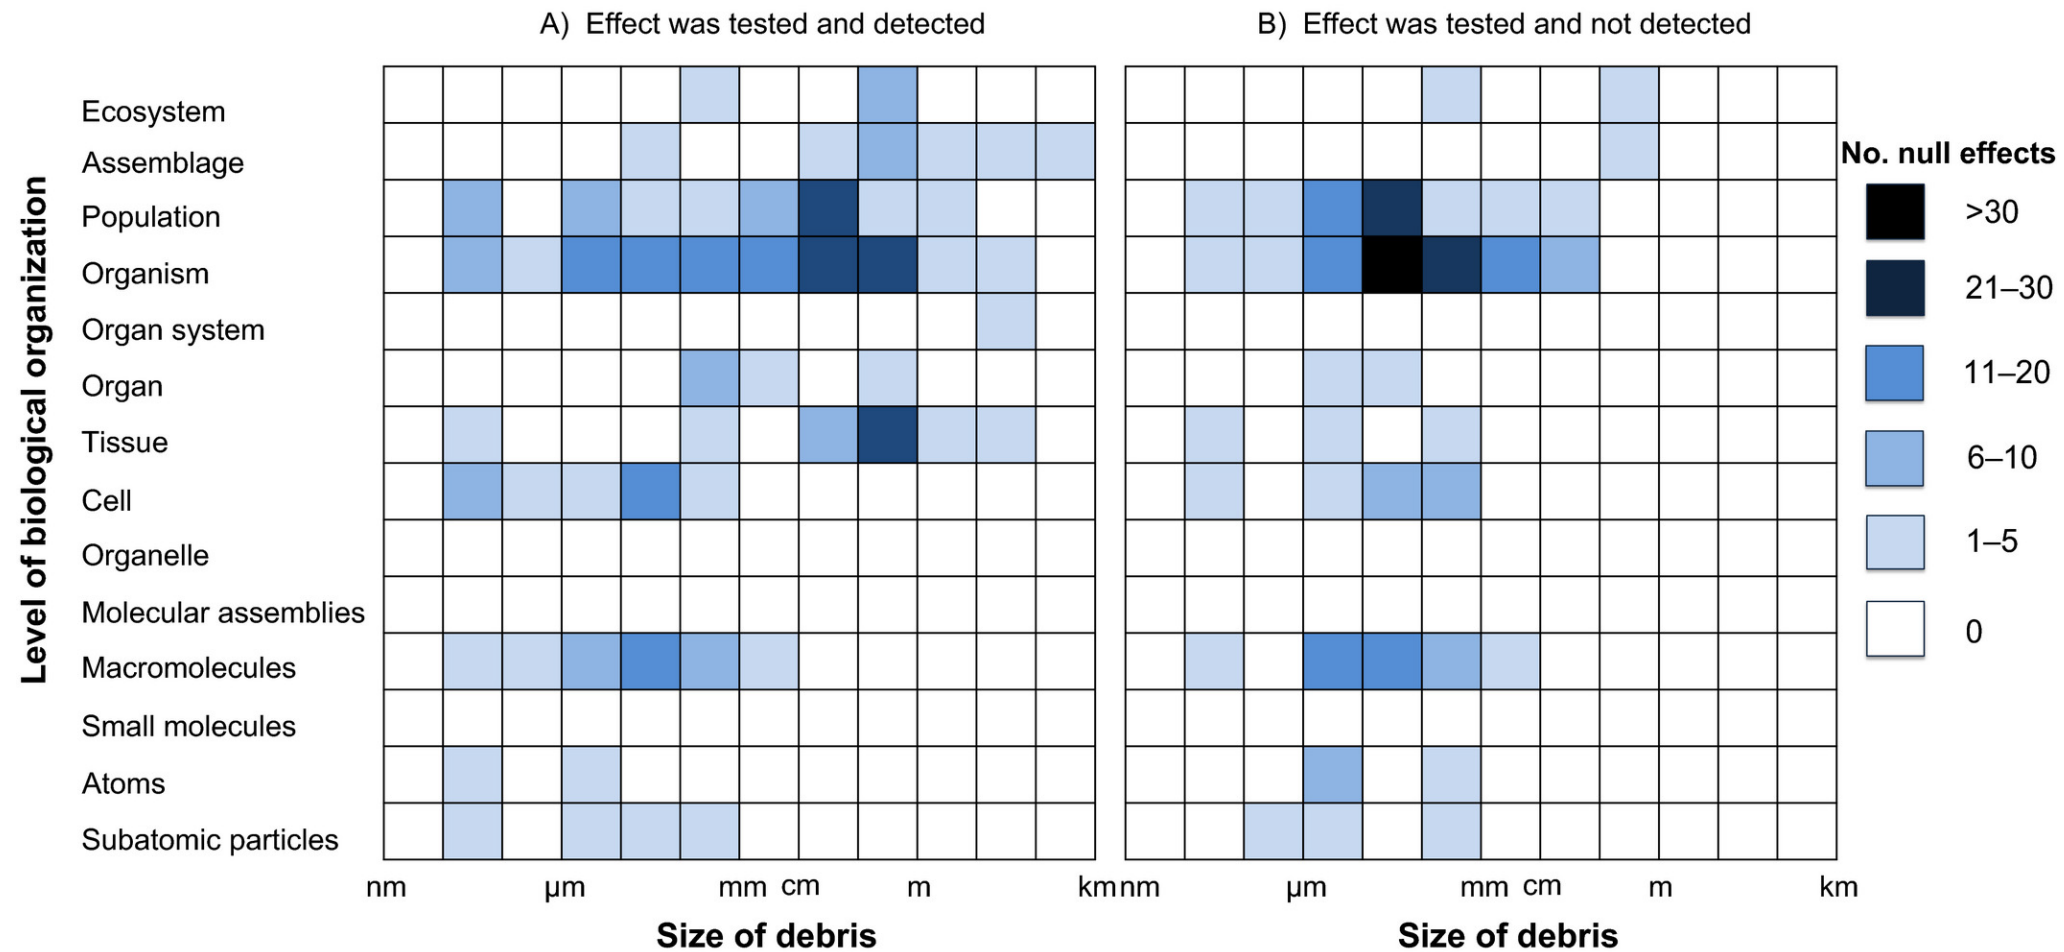 A) Effect was tested and detected
B) Effect was tested and not detected
Level of biological organization
Ecosystem
Assemblage
Population
Organism
Organ system
Organ
Tissue
Cell
Organelle
Molecular assemblies
Macromolecules
Small molecules
Atoms
Subatomic particles
nm µm mm cm m km
nm µm mm cm m km
Size of debris
Size of debris
No. null effects
>30
21–30
11–20
6–10
1–5
0